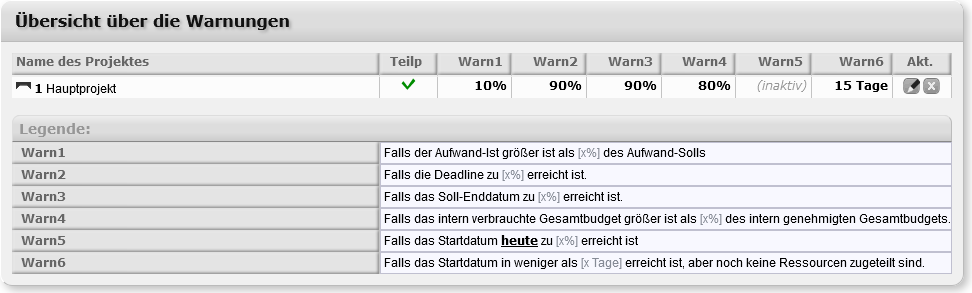 Übersicht über die Warnungen
Name des Projektes Teilp Warn1 Warn2 Warn3 Warn4 Warn5 Warn6 Akt.
1 Hauptprojekt 10% 90% 90% 80% (inaktiv) 15 Tage
Legende:
Warn1 Falls der Aufwand-Ist größer ist als [x%] des Aufwand-Solls
Warn2 Falls die Deadline zu [x%] erreicht ist.
Warn3 Falls das Soll-Enddatum zu [x%] erreicht ist.
Warn4 Falls das intern verbrauchte Gesamtbudget größer ist als [x%] des intern genehmigten Gesamtbudgets.
Warn5 Falls das Startdatum heute zu [x%] erreicht ist
Warn6 Falls das Startdatum in weniger als [x Tage] erreicht ist, aber noch keine Ressourcen zugeteilt sind.